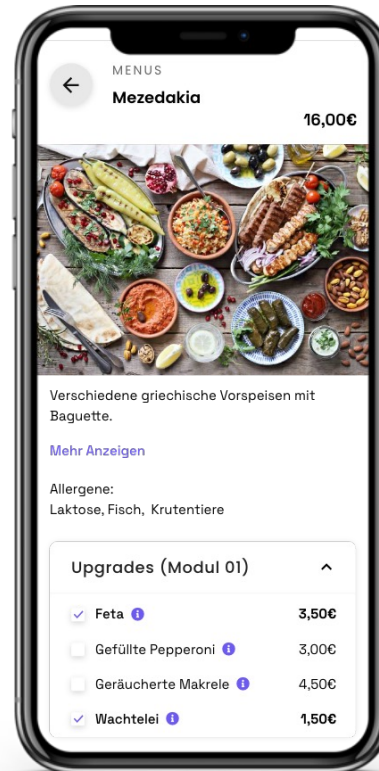 MENUS
Mezedakia
16,00€
Verschiedene griechische Vorspeisen mit
Baguette.
Mehr Anzeigen
Allergene:
Laktose, Fisch, Krutentiere
Upgrades (Modul 01)
Feta 3,50€
Gefüllte Pepperoni 3,00€
Geräucherte Makrele 4,50€
Wachtelei 1,50€